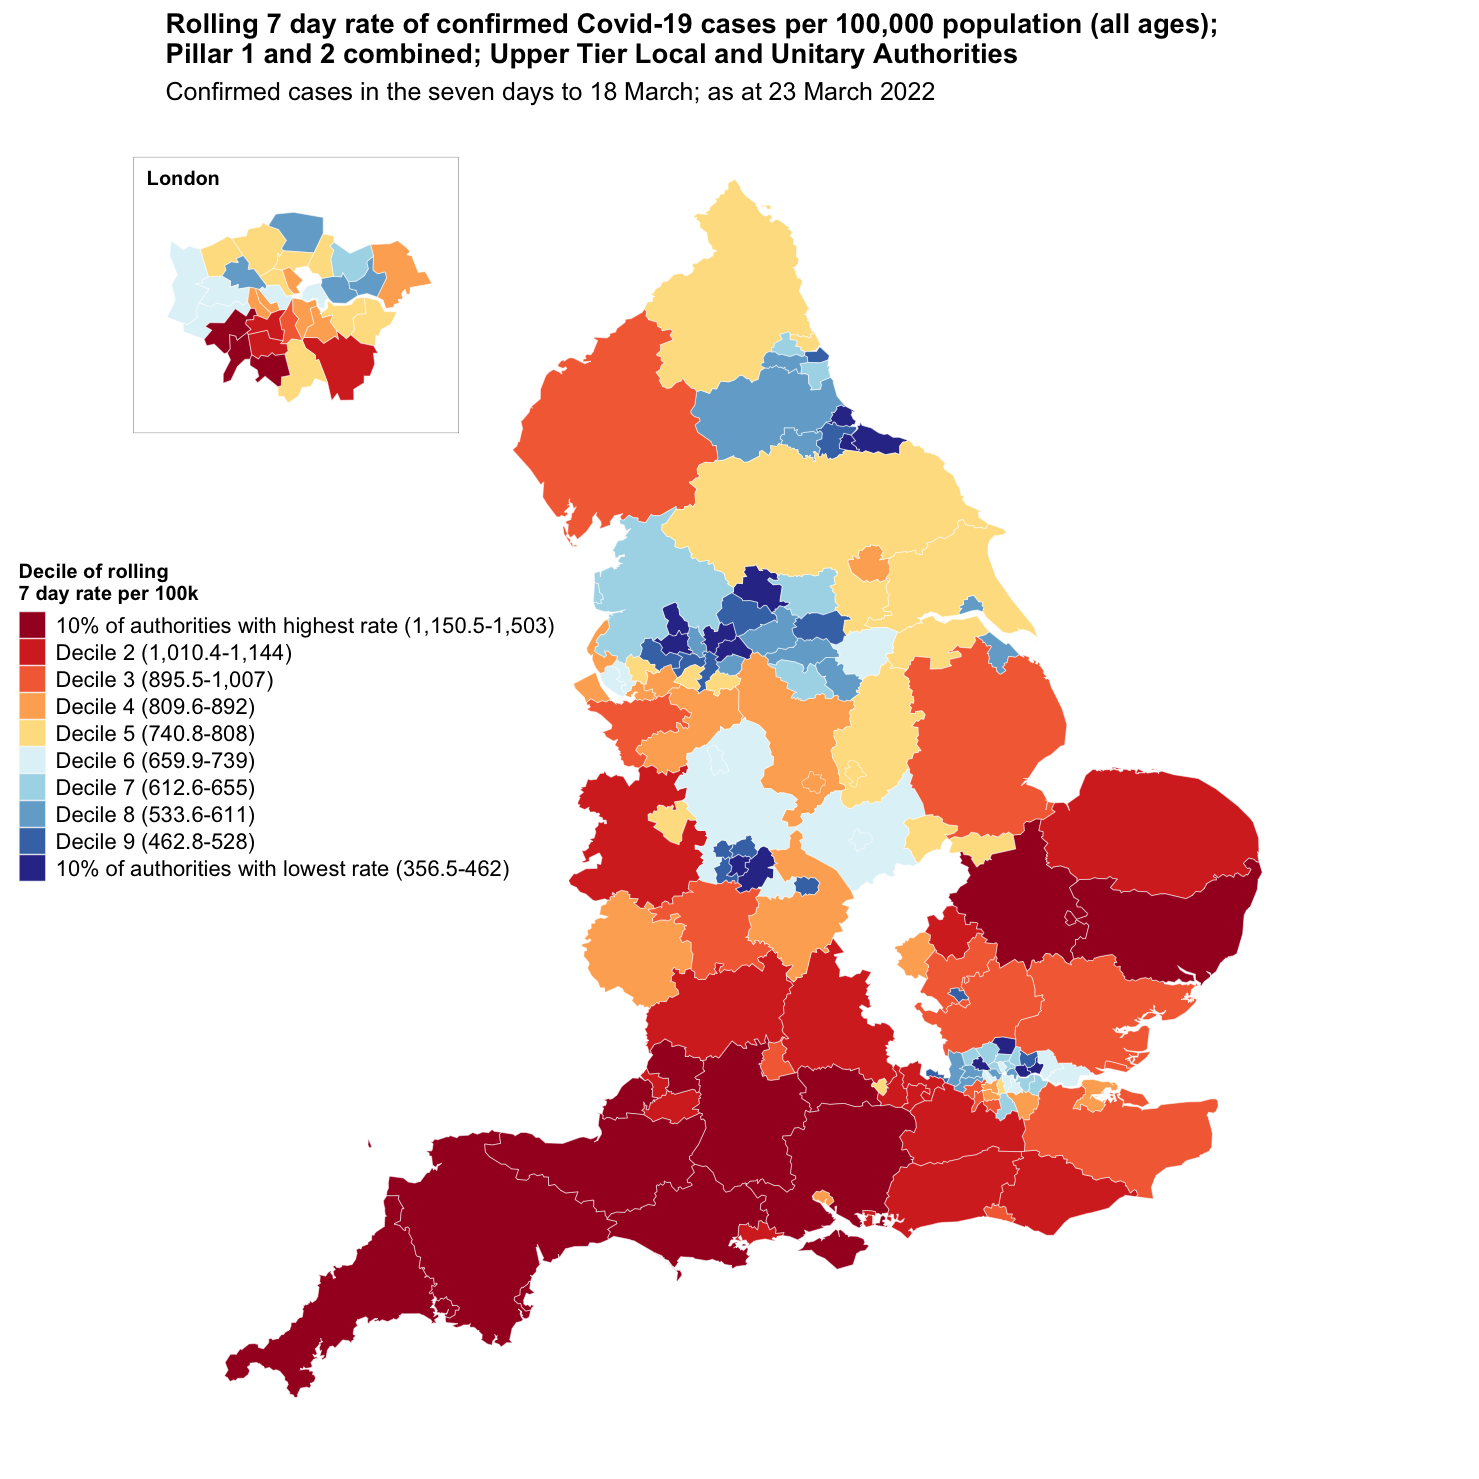 Rolling 7 day rate of confirmed Covid-19 cases per 100,000 population (all ages);
Pillar 1 and 2 combined; Upper Tier Local and Unitary Authorities
Confirmed cases in the seven days to 18 March; as at 23 March 2022
London
Decile of rolling
7 day rate per 100k
10% of authorities with highest rate (1,150.5-1,503)
Decile 2 (1,010.4-1,144)
Decile 3 (895.5-1,007)
Decile 4 (809.6-892)
Decile 5 (740.8-808)
Decile 6 (659.9-739)
Decile 7 (612.6-655)
Decile 8 (533.6-611)
Decile 9 (462.8-528)
10% of authorities with lowest rate (356.5-462)